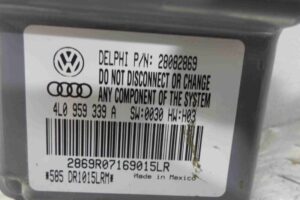 DELPHI P/N: 28082869
DO NOT DISCONNECT OR CHANGE
ANY COMPONENT OF THE SYSTEM
4L0 959 339 A SW:0030 HW:H03
2869R07169015LR
Made in Mexico
*585 DR1015LRM*